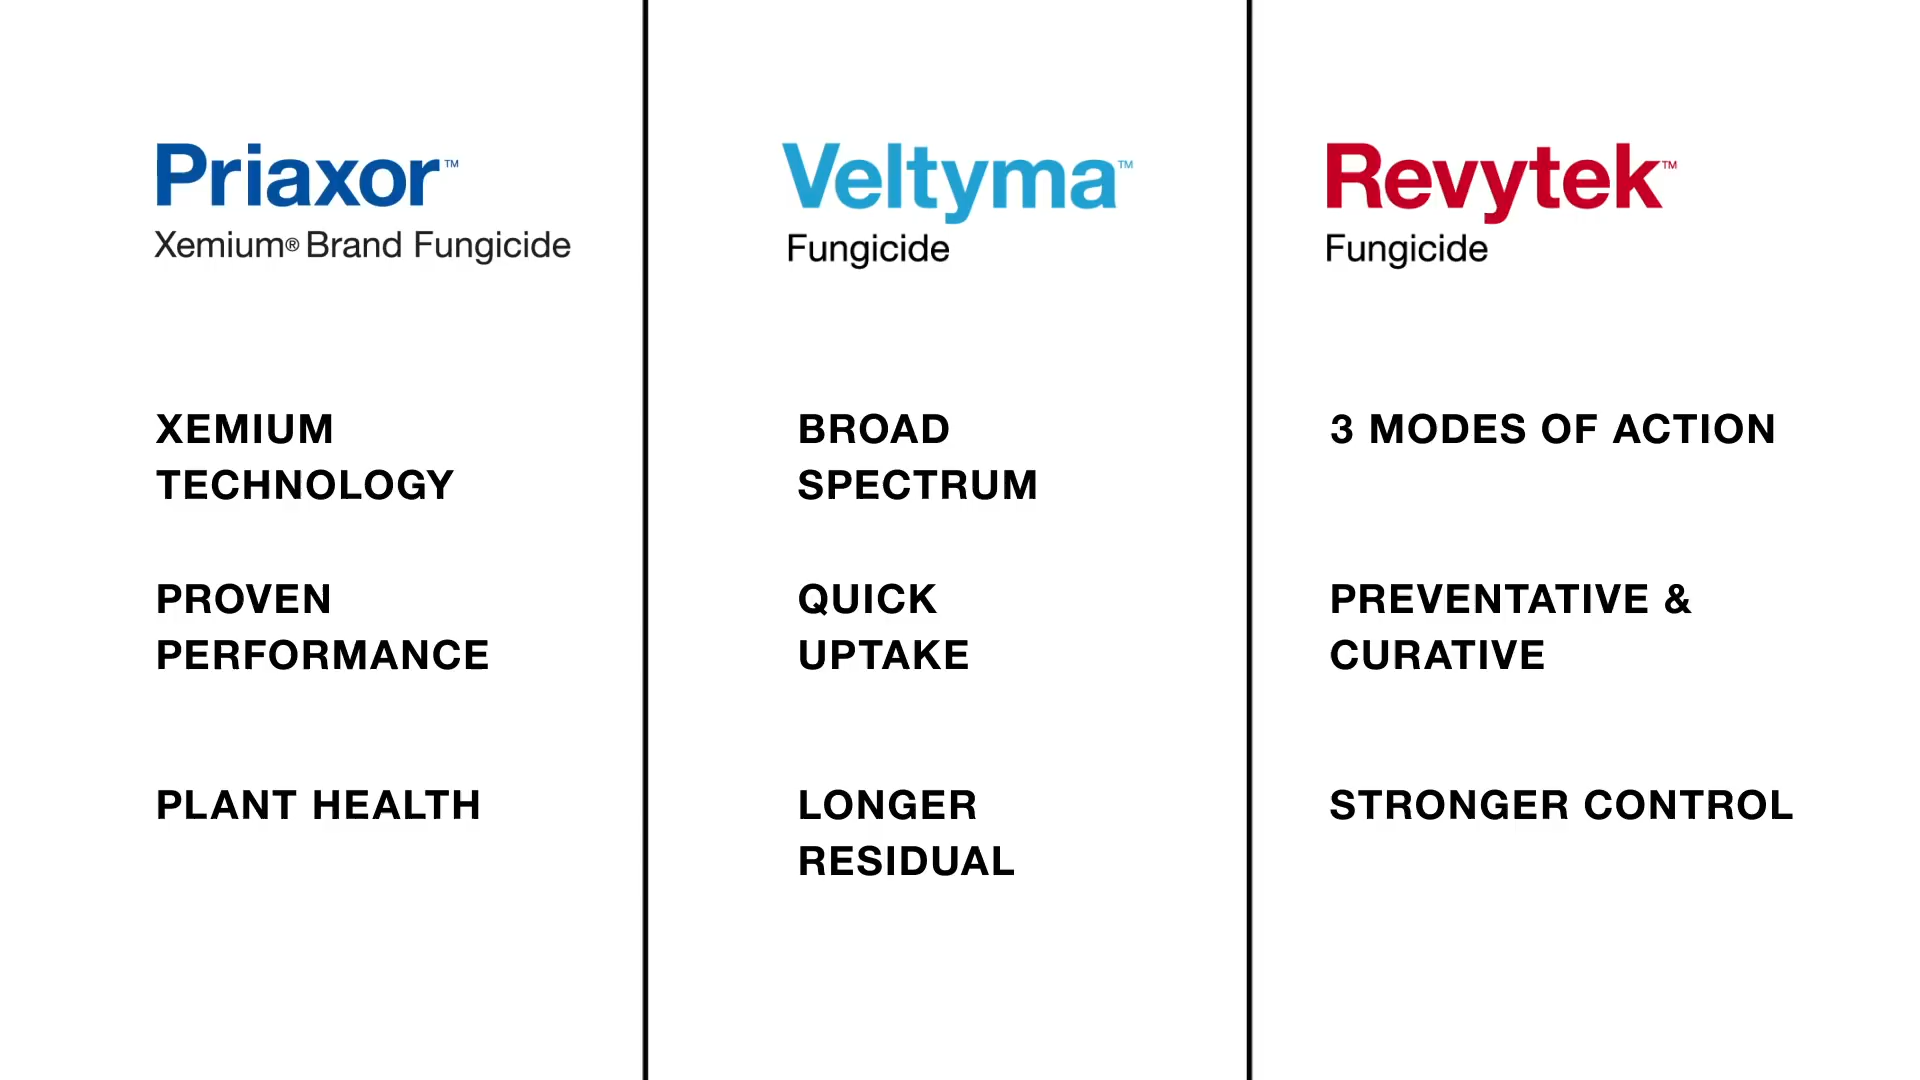 Priaxor™
Xemium® Brand Fungicide
XEMIUM
TECHNOLOGY
PROVEN
PERFORMANCE
PLANT HEALTH
Veltyma™
Fungicide
BROAD
SPECTRUM
QUICK
UPTAKE
LONGER
RESIDUAL
Revytek™
Fungicide
3 MODES OF ACTION
PREVENTATIVE &
CURATIVE
STRONGER CONTROL